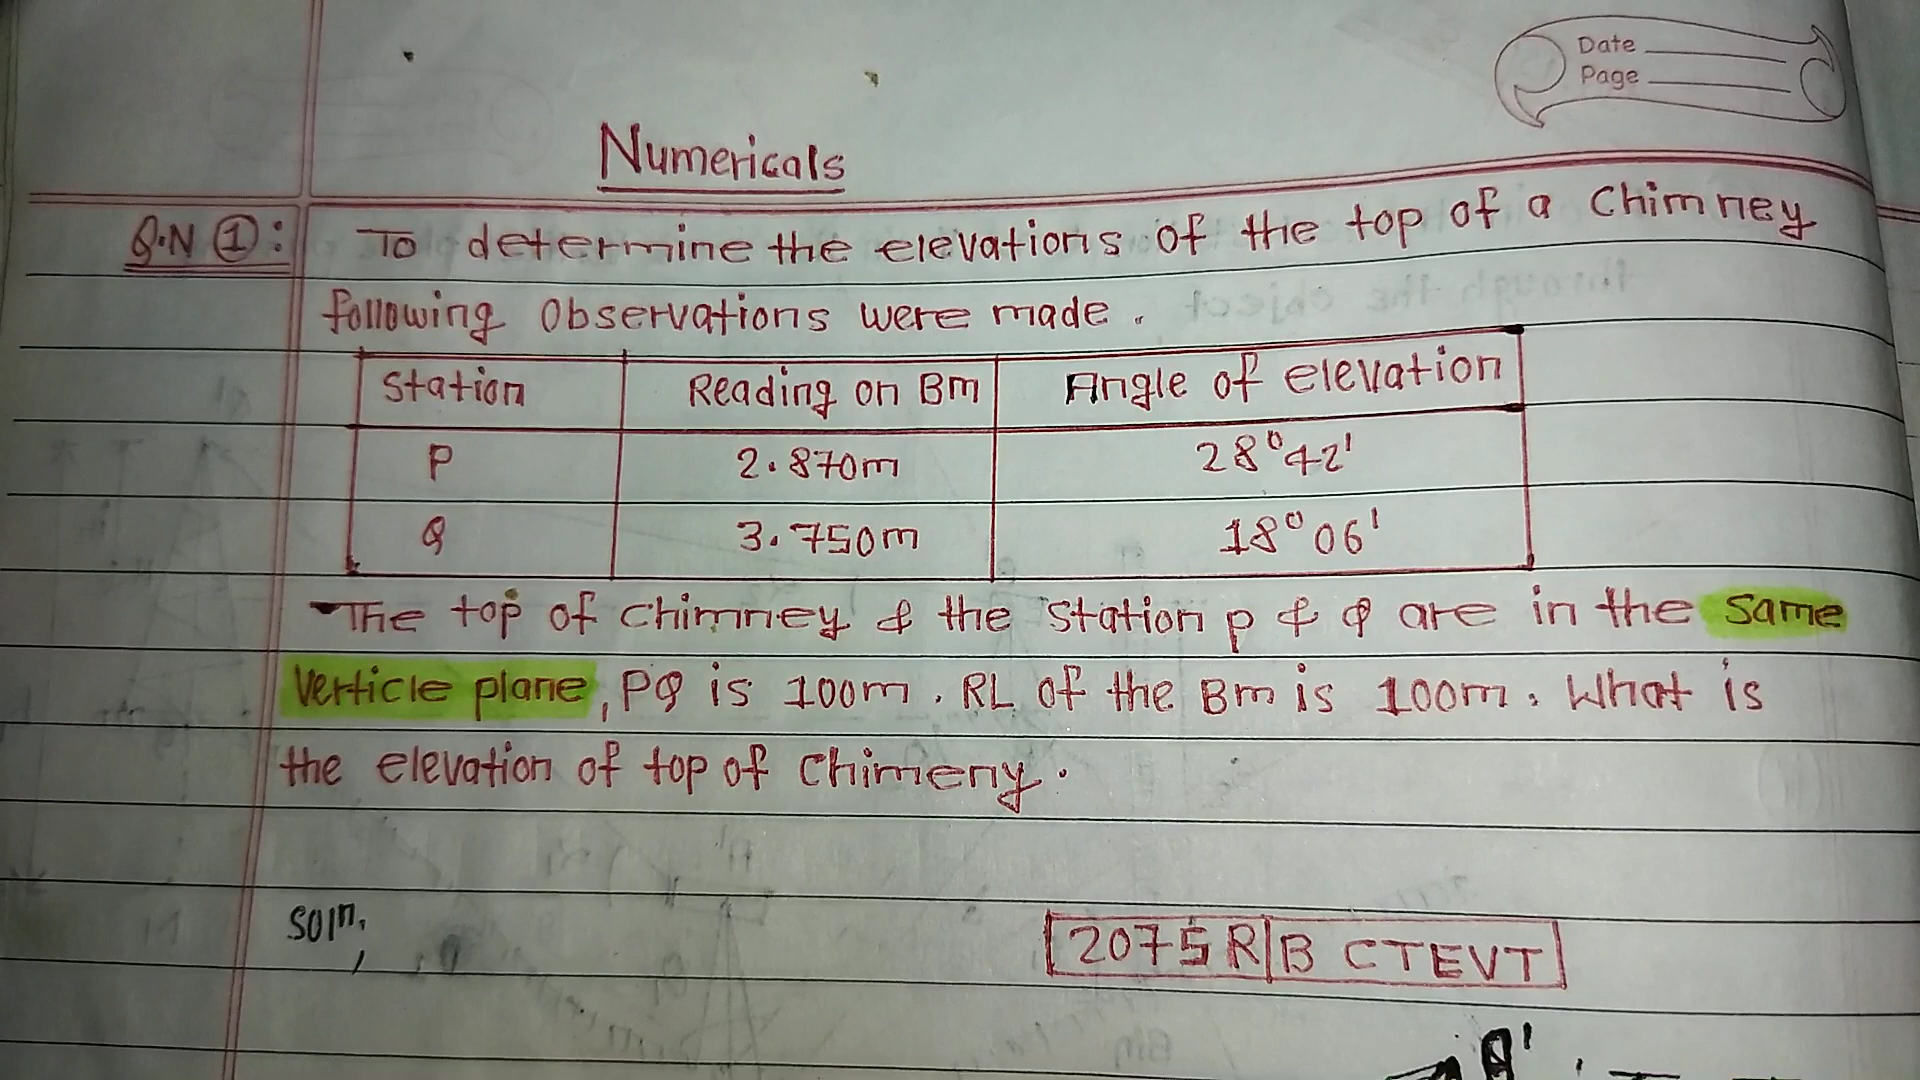 Date
Page
Numericals
Q.N ①: To determine the elevations of the top of a chimney
following observations were made.
Station Reading on Bm Angle of elevation
P 2.870m 28°42'
Q 3.750m 18°06'
The top of chimney & the station p & Q are in the same
verticle plane, PQ is 100m. RL of the Bm is 100m. What is
the elevation of top of chimeny.
soln;
2075 R/B CTEVT
Q'